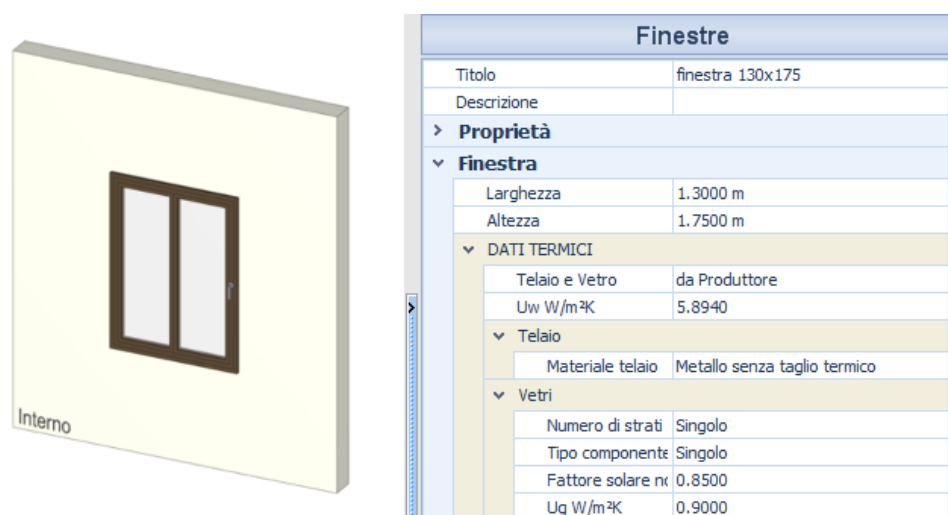 Finestre
Titolo finestra 130x175
Descrizione
Proprietà
Finestra
Larghezza 1.3000 m
Altezza 1.7500 m
DATI TERMICI
Telaio e Vetro da Produttore
Uw W/m²K 5.8940
Telaio
Materiale telaio Metallo senza taglio termico
Vetri
Numero di strati Singolo
Tipo componente Singolo
Fattore solare no 0.8500
Ug W/m²K 0.9000
Interno